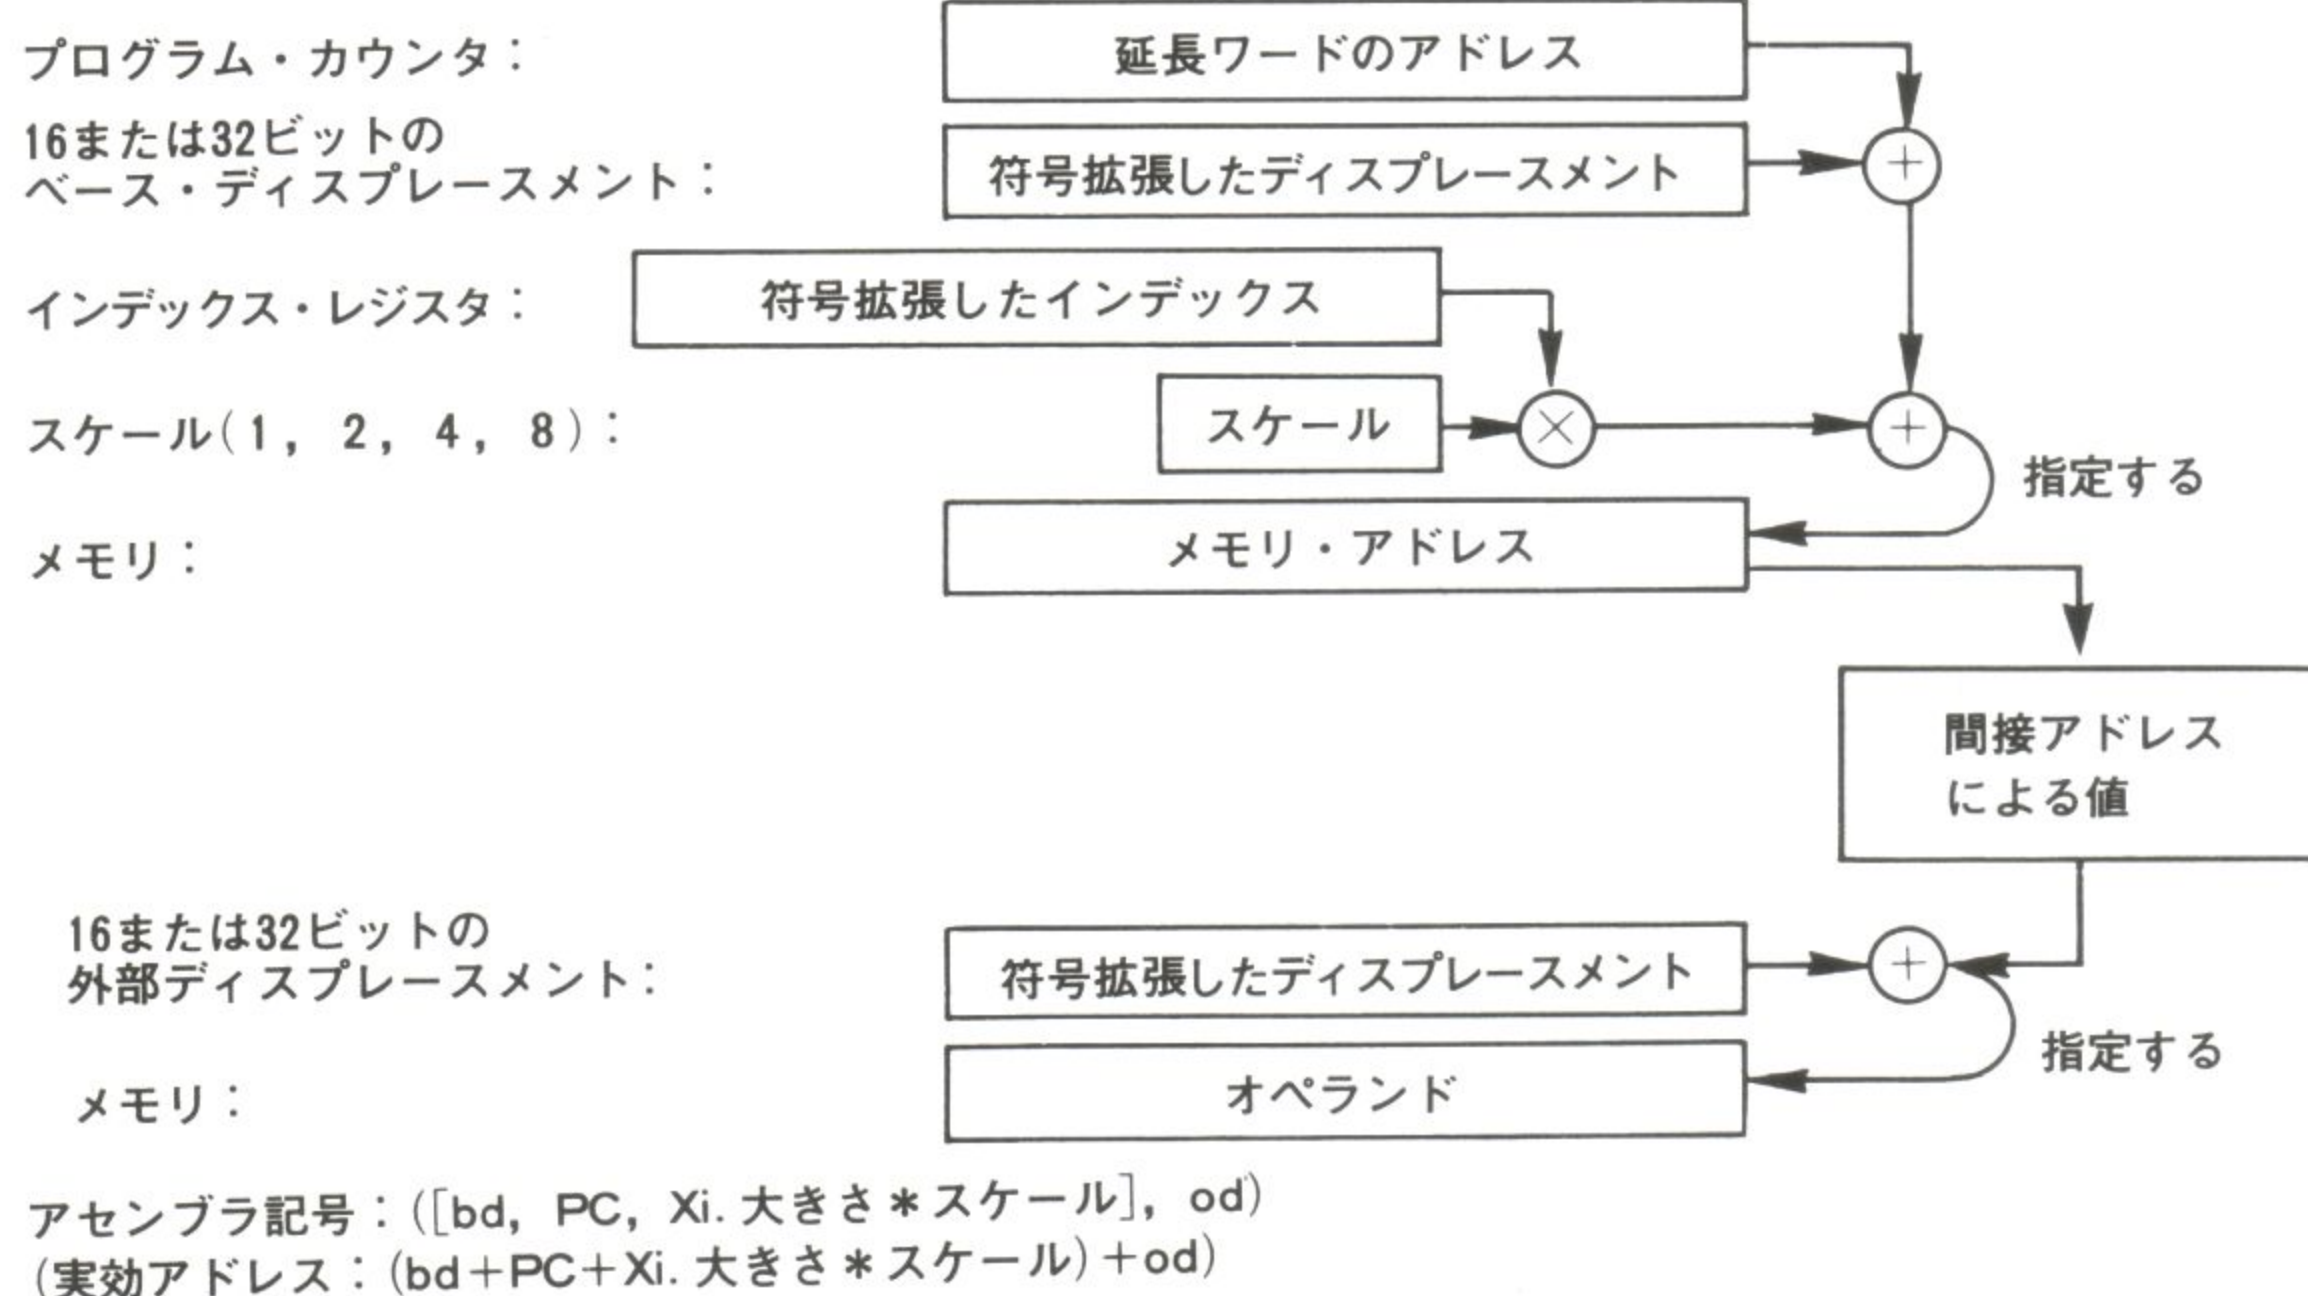 プログラム・カウンタ：
延長ワードのアドレス
16または32ビットの
ベース・ディスプレースメント：
符号拡張したディスプレースメント
+
インデックス・レジスタ：
符号拡張したインデックス
スケール(1, 2, 4, 8)：
スケール
×
+
指定する
メモリ：
メモリ・アドレス
間接アドレス
による値
16または32ビットの
外部ディスプレースメント：
符号拡張したディスプレースメント
+
指定する
メモリ：
オペランド
アセンブラ記号：([bd, PC, Xi.大きさ*スケール], od)
(実効アドレス：(bd+PC+Xi.大きさ*スケール)+od)